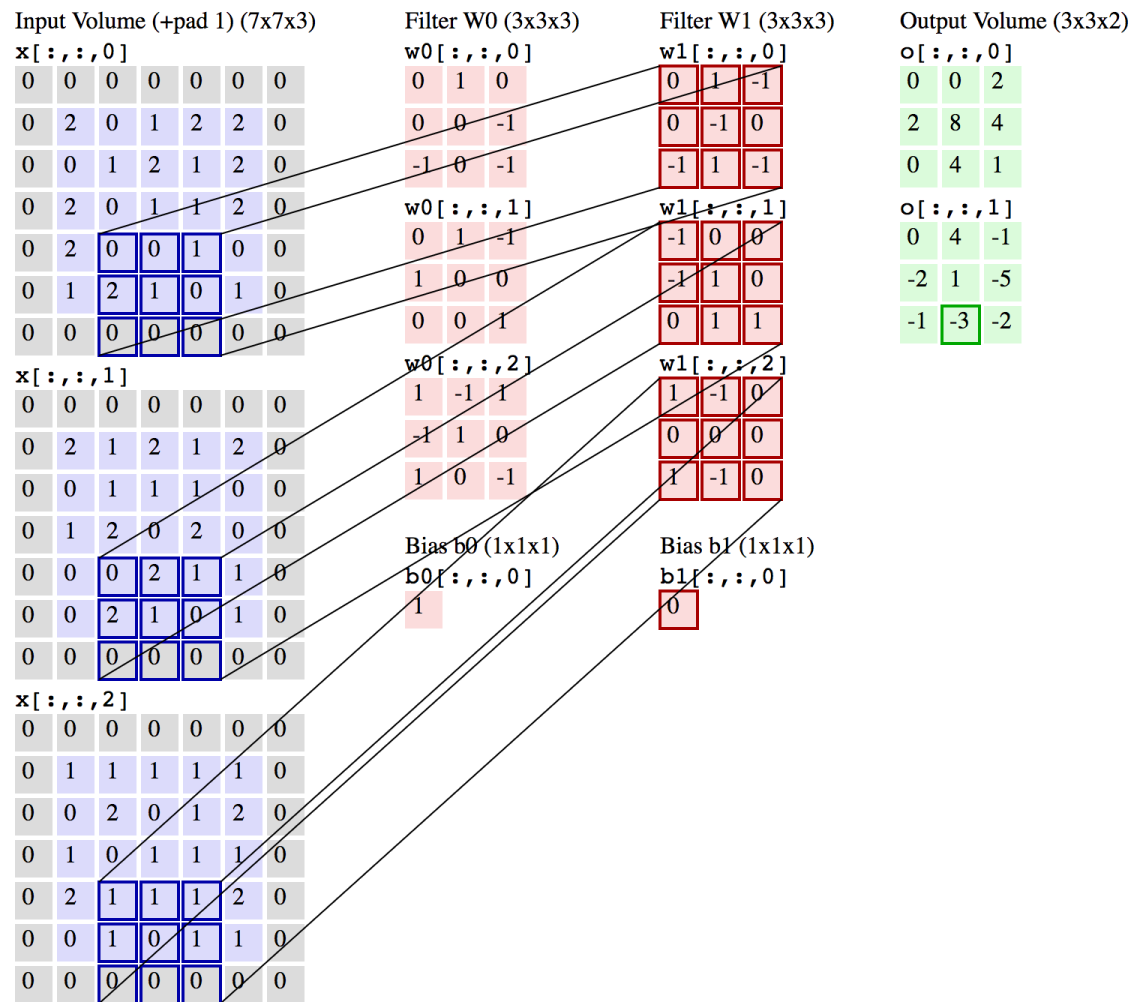 Input Volume (+pad 1) (7x7x3)
x[:,:,0]
0 0 0 0 0 0 0
0 2 0 1 2 2 0
0 0 1 2 1 2 0
0 2 0 1 1 2 0
0 2 0 0 1 0 0
0 1 2 1 0 1 0
0 0 0 0 0 0 0
x[:,:,1]
0 0 0 0 0 0 0
0 2 1 2 1 2 0
0 0 1 1 1 0 0
0 1 2 0 2 0 0
0 0 0 2 1 1 0
0 0 2 1 0 1 0
0 0 0 0 0 0 0
x[:,:,2]
0 0 0 0 0 0 0
0 1 1 1 1 1 0
0 0 2 0 1 2 0
0 1 0 1 1 1 0
0 2 1 1 1 2 0
0 0 1 0 1 1 0
0 0 0 0 0 0 0
Filter W0 (3x3x3)
w0[:,:,0]
0 1 0
0 0 -1
-1 0 -1
w0[:,:,1]
0 1 -1
1 0 0
0 0 1
w0[:,:,2]
1 -1 1
-1 1 0
1 0 -1
Bias b0 (1x1x1)
b0[:,:,0]
1
Filter W1 (3x3x3)
w1[:,:,0]
0 1 -1
0 -1 0
-1 1 -1
w1[:,:,1]
-1 0 0
-1 1 0
0 1 1
w1[:,:,2]
1 -1 0
0 0 0
1 -1 0
Bias b1 (1x1x1)
b1[:,:,0]
0
Output Volume (3x3x2)
o[:,:,0]
0 0 2
2 8 4
0 4 1
o[:,:,1]
0 4 -1
-2 1 -5
-1 -3 -2